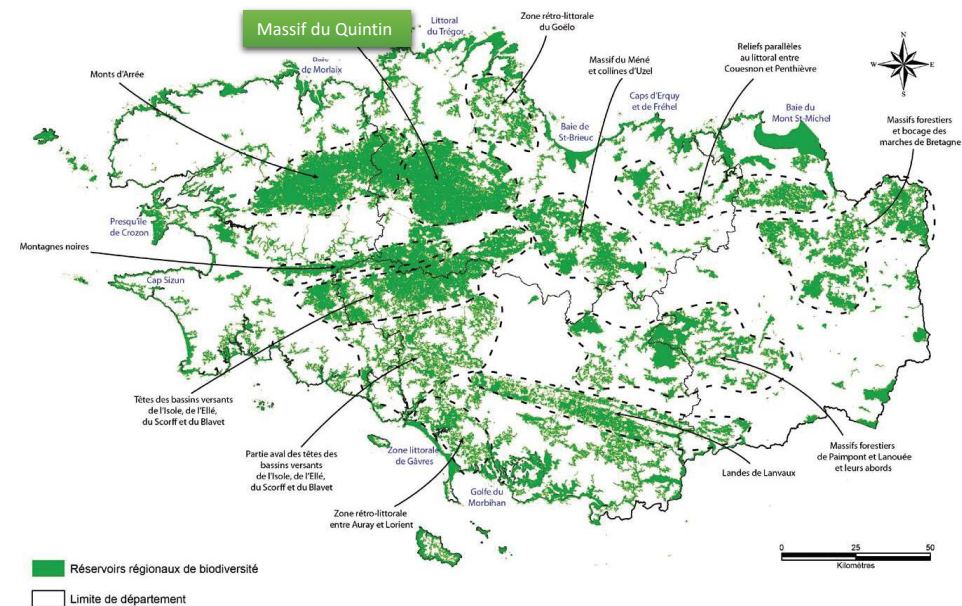 Massif du Quintin
Littoral
du Trégor
Zone rétro-littorale
du Goëlo
Massif du Méné
et collines d'Uzel
Reliefs parallèles
au littoral entre
Couesnon et Penthièvre
N
W
E
S
Monts d'Arrée
de Morlaix
Caps d'Erquy
et de Fréhel
Baie de
St-Brieuc
Baie du
Mont St-Michel
Massifs forestiers
et bocage des
marches de Bretagne
Presqu'île
de Crozon
Montagnes noires
Cap Sizun
Têtes des bassins versants
de l'Isole, de l'Ellé,
du Scorff et du Blavet
Partie aval des têtes des
bassins versants
de l'Isole, de l'Ellé,
du Scorff et du Blavet
Zone littorale
de Gâvres
Golfe du
Morbihan
Zone rétro-littorale
entre Auray et Lorient
Landes de Lanvaux
Massifs forestiers
de Paimpont et Lanouée
et leurs abords
0
25
50
Kilomètres
Réservoirs régionaux de biodiversité
Limite de département